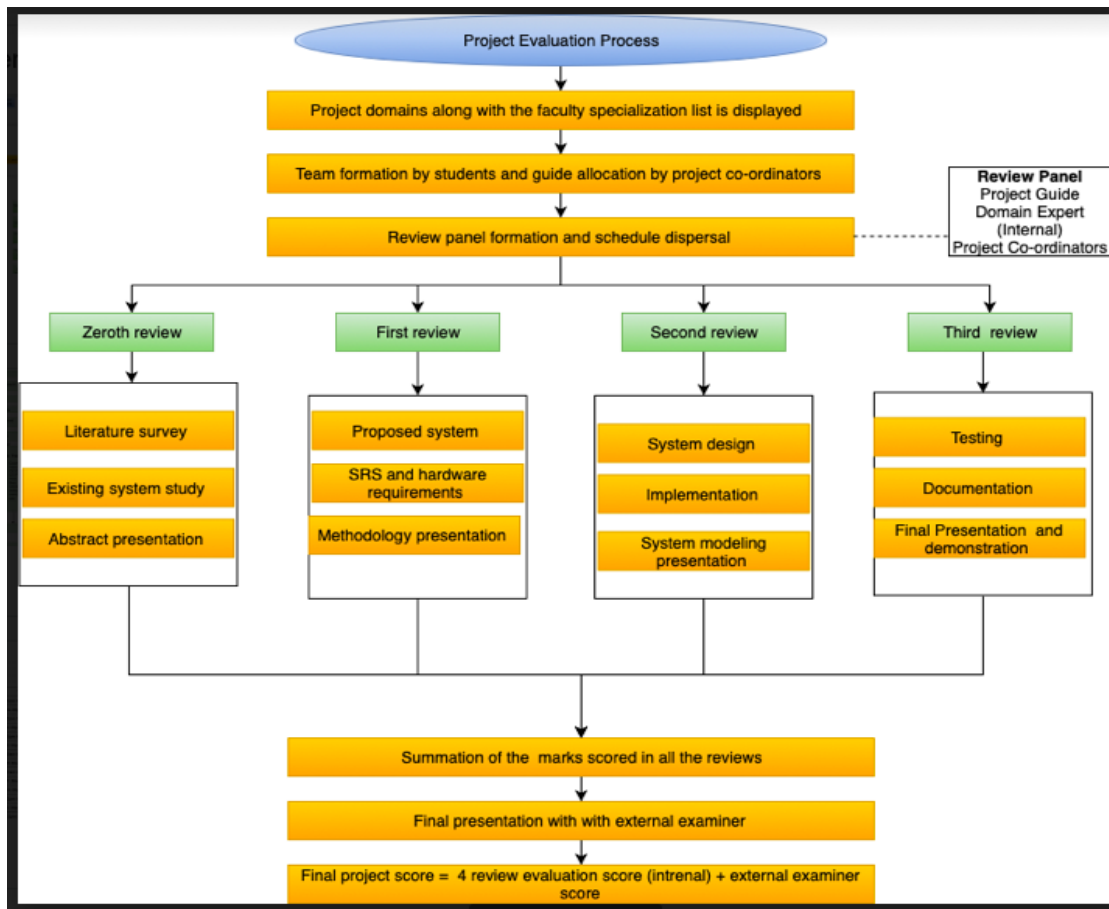 Project Evaluation Process
Project domains along with the faculty specialization list is displayed
Team formation by students and guide allocation by project co-ordinators
Review panel formation and schedule dispersal
Review Panel
Project Guide
Domain Expert
(Internal)
Project Co-ordinators
Zeroth review
First review
Second review
Third review
Literature survey
Existing system study
Abstract presentation
Proposed system
SRS and hardware
requirements
Methodology presentation
System design
Implementation
System modeling
presentation
Testing
Documentation
Final Presentation and
demonstration
Summation of the marks scored in all the reviews
Final presentation with with external examiner
Final project score = 4 review evaluation score (intrenal) + external examiner
score